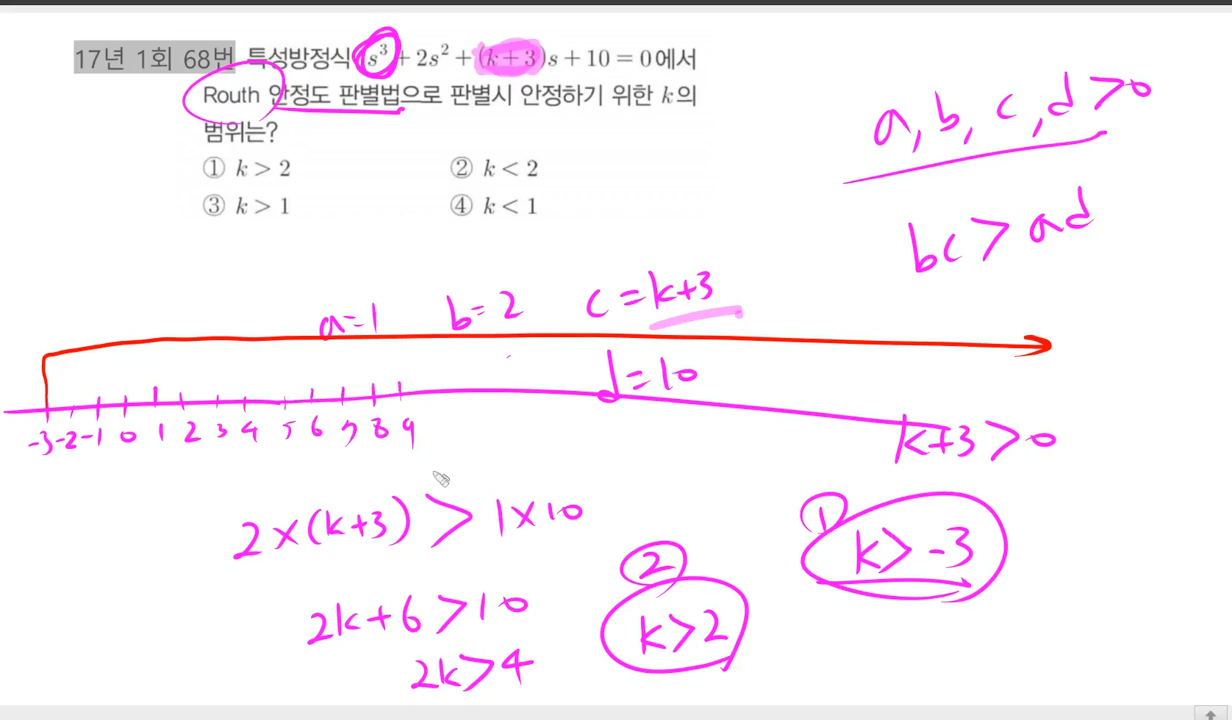 17년 1회 68번 특성방정식 s³ + 2s² + (k+3)s + 10 = 0에서
Routh 안정도 판별법으로 판별시 안정하기 위한 k의
범위는?
① k > 2 ② k < 2
③ k > 1 ④ k < 1
a, b, c, d > 0
bc > ad
a=1 b=2 c=k+3
d=10
-3 -2 -1 0 1 2 3 4 5 6 7 8 9
k+3>0
① k>-3
2×(k+3) > 1×10
2k+6>10
2k>4
② k>2